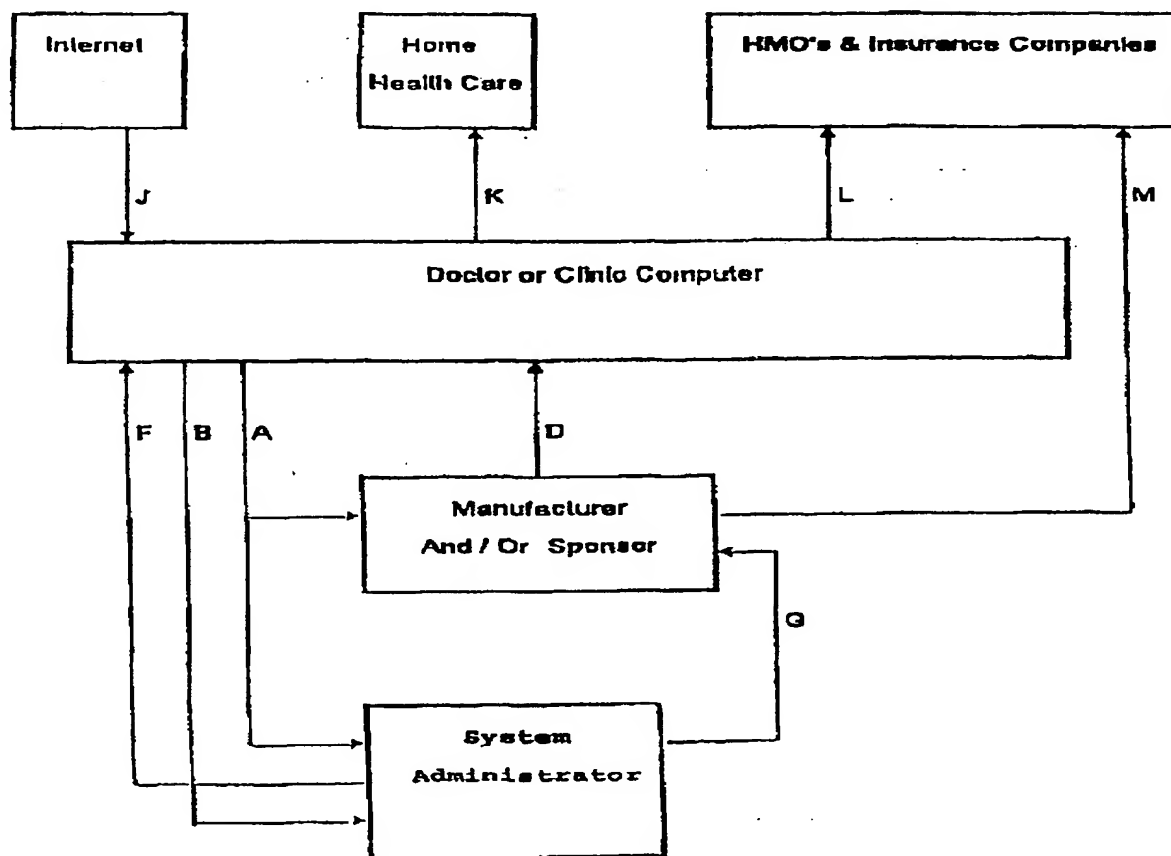 Internet
Home
Health Care
HMO's & Insurance Companies
J
K
L
M
Doctor or Clinic Computer
F
B
A
D
Manufacturer
And / Or Sponsor
G
System
Administrator